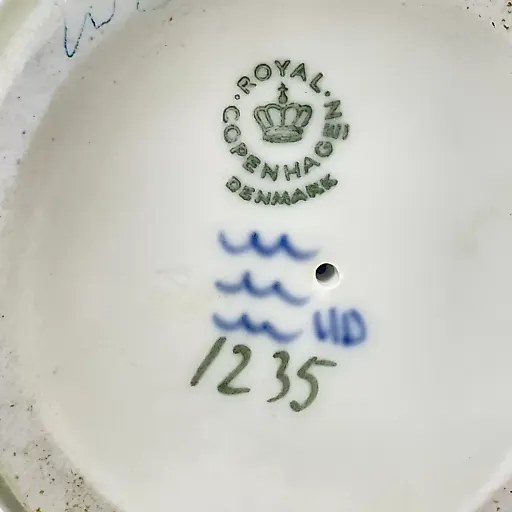 ROYAL
COPENHAGEN
DENMARK
HD
1235